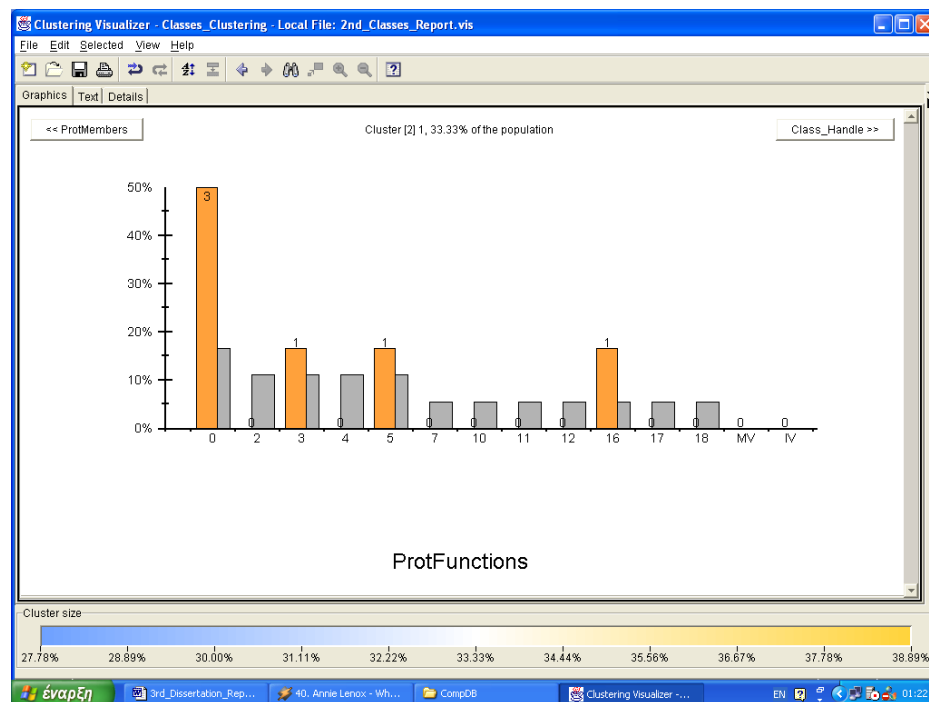 Clustering Visualizer - Classes_Clustering - Local File: 2nd_Classes_Report.vis
File Edit Selected View Help
Graphics Text Details
<< ProtMembers Cluster [2] 1, 33.33% of the population Class_Handle >>
50%
3
40%
30%
20%
1 1 1
10%
0 0 0 0 0 0 0 0 0 0
0%
0 2 3 4 5 7 10 11 12 16 17 18 MV IV
ProtFunctions
Cluster size
27.78% 28.89% 30.00% 31.11% 32.22% 33.33% 34.44% 35.56% 36.67% 37.78% 38.89%
έναρξη 3rd_Dissertation_Rep... 40. Annie Lenox - Wh... CompDB Clustering Visualizer -... EN 01:22